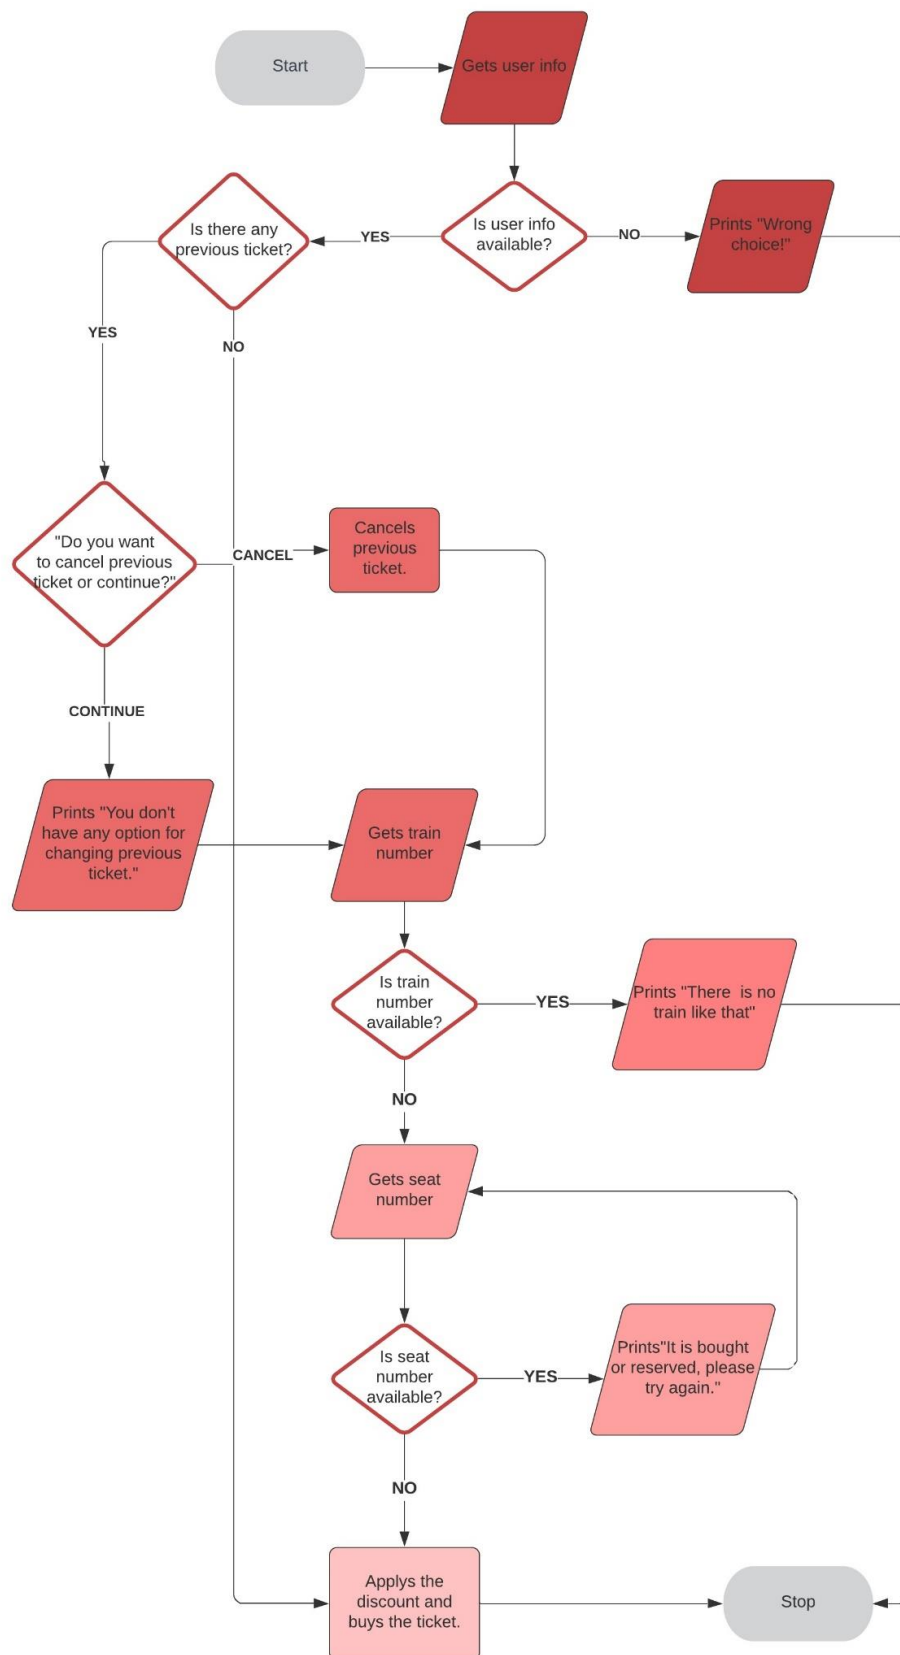 Start
Gets user info
Is user info
available?
YES
NO
Prints "Wrong
choice!"
Is there any
previous ticket?
YES
NO
"Do you want
to cancel previous
ticket or continue?"
CANCEL
Cancels
previous
ticket.
CONTINUE
Prints "You don't
have any option for
changing previous
ticket."
Gets train
number
Is train
number
available?
YES
Prints "There  is no
train like that"
NO
Gets seat
number
Is seat
number
available?
YES
Prints"It is bought
or reserved, please
try again."
NO
Applys the
discount and
buys the ticket.
Stop